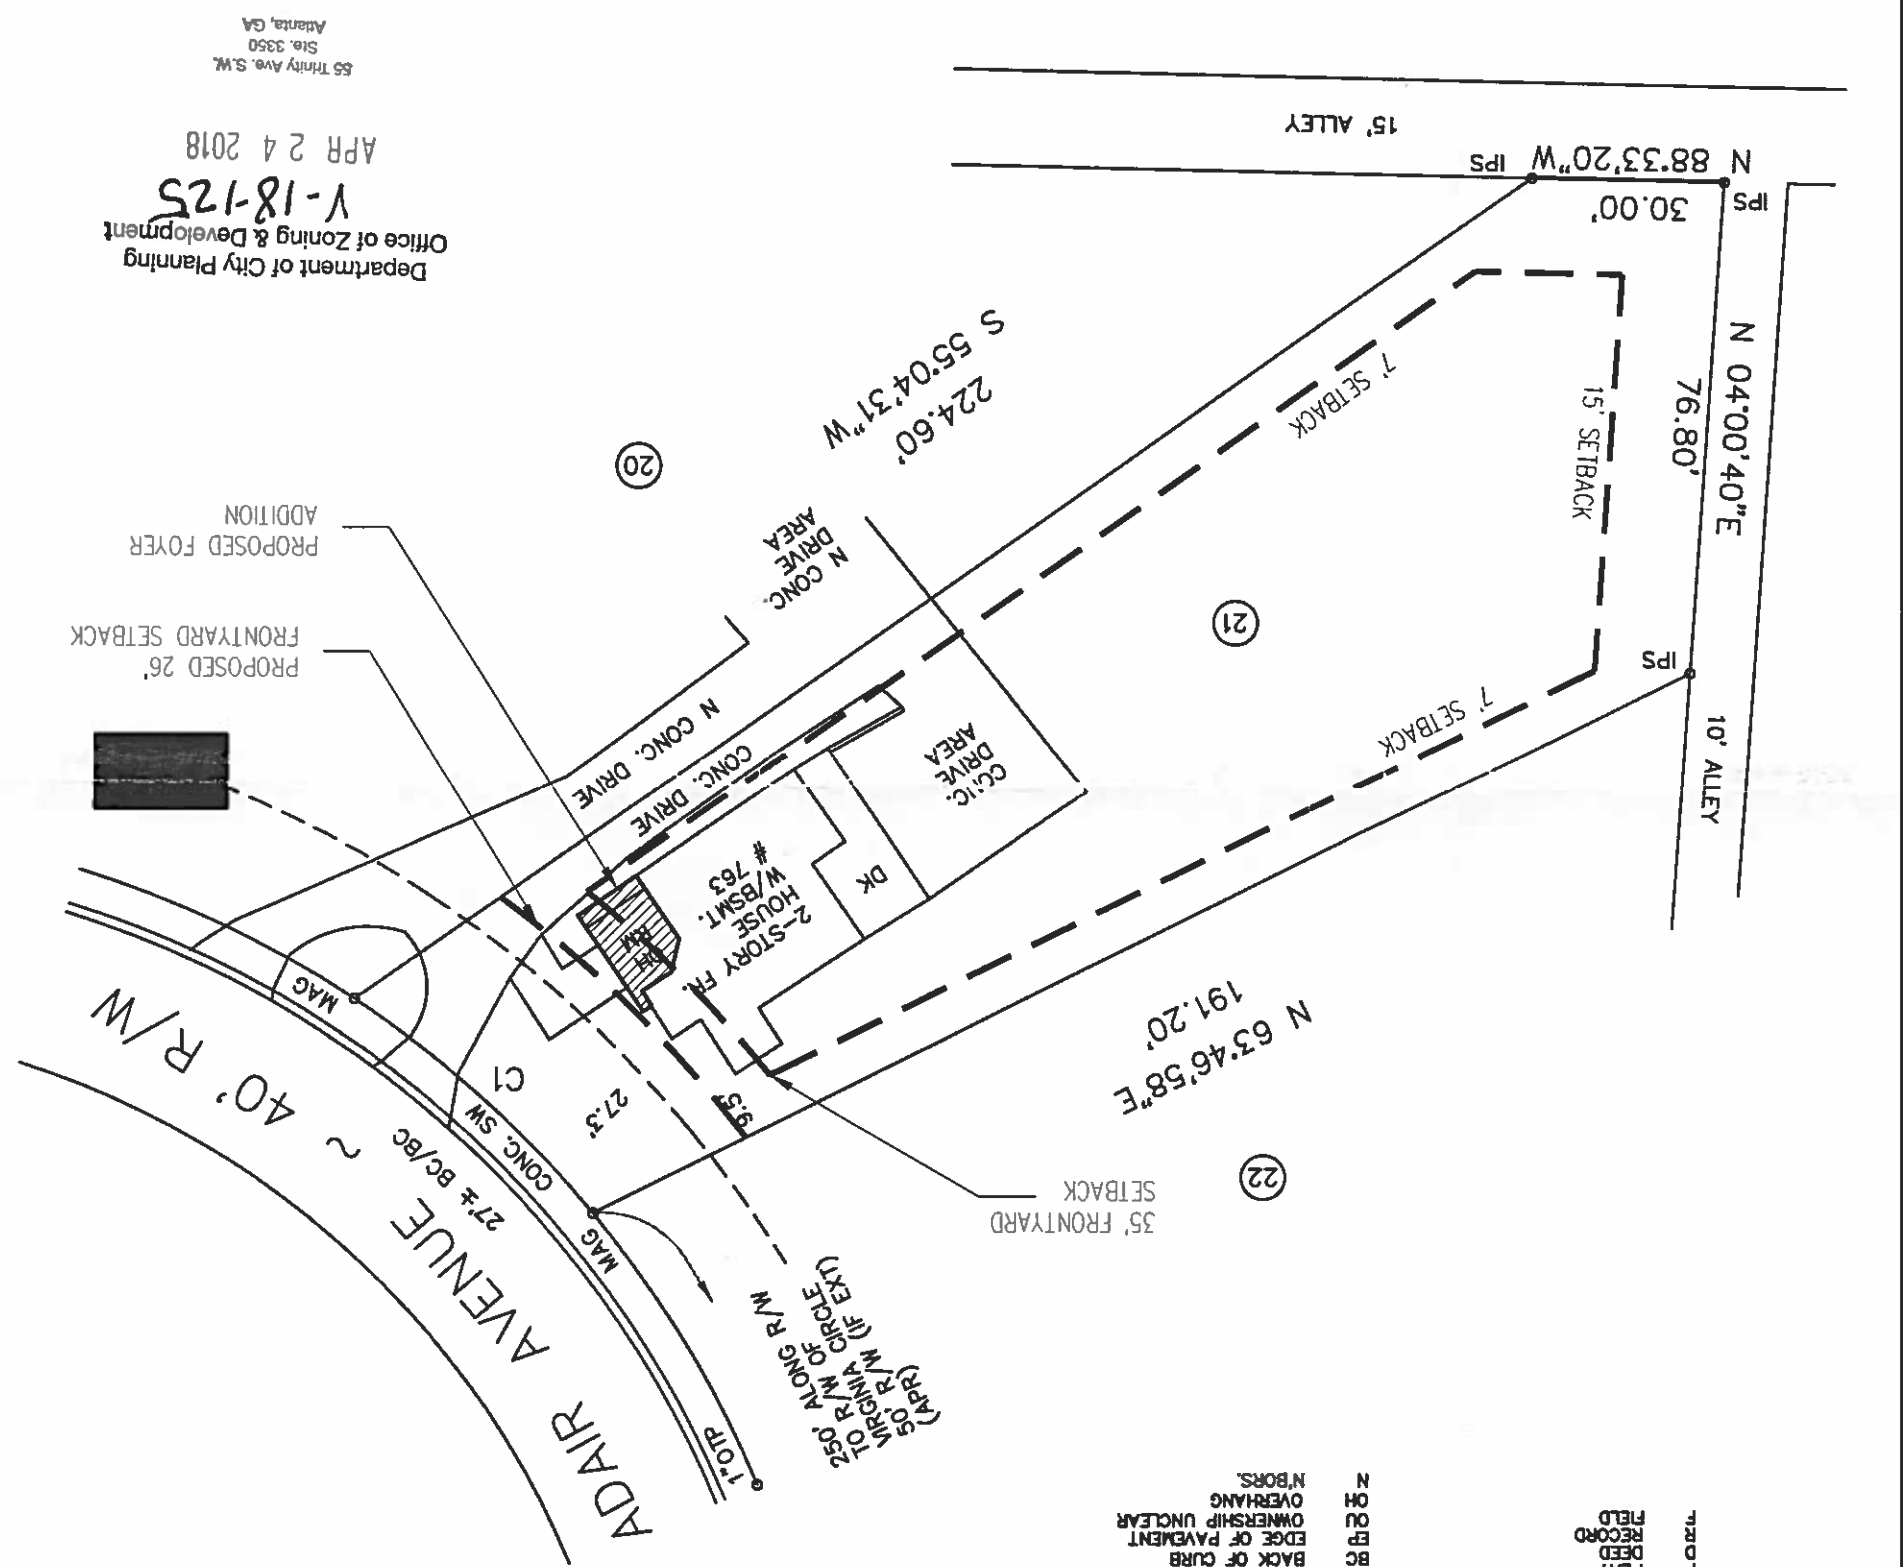 T-R'D'
DEED
RECORD
FIELD
BC BACK OF CURB
EP EDGE OF PAVEMENT
OU OWNERSHIP UNCLEAR
OH OVERHANG
N N'BORS.
ADAIR AVENUE ~ 40' R/W
1"OTP
250' ALONG R/W
TO R/W OF
VIRGINIA CIRCLE
50' R/W (IF EXT)
(APR)
MAG
27'± BC/BC
CONC. SW
C1
MAG
35' FRONTYARD
SETBACK
22
27.3'
9.5'
N 63°46'58"E
191.20'
2-STORY FR.
HOUSE
W/BSMT.
# 763
OH
RM
DK
CONC. DRIVE
N CONC. DRIVE
CONC.
DRIVE
AREA
10' ALLEY
7' SETBACK
IPS
PROPOSED 26'
FRONTYARD SETBACK
21
PROPOSED FOYER
ADDITION
N CONC.
DRIVE
AREA
20
15' SETBACK
N 04°00'40"E
76.80'
7' SETBACK
S 55°04'31"W
224.60'
IPS
30.00'
N 88°33'20"W
IPS
15' ALLEY
Department of City Planning
Office of Zoning & Development
V-18-125
APR 24 2018
55 Trinity Ave. S.W.
Ste. 3350
Atlanta, GA